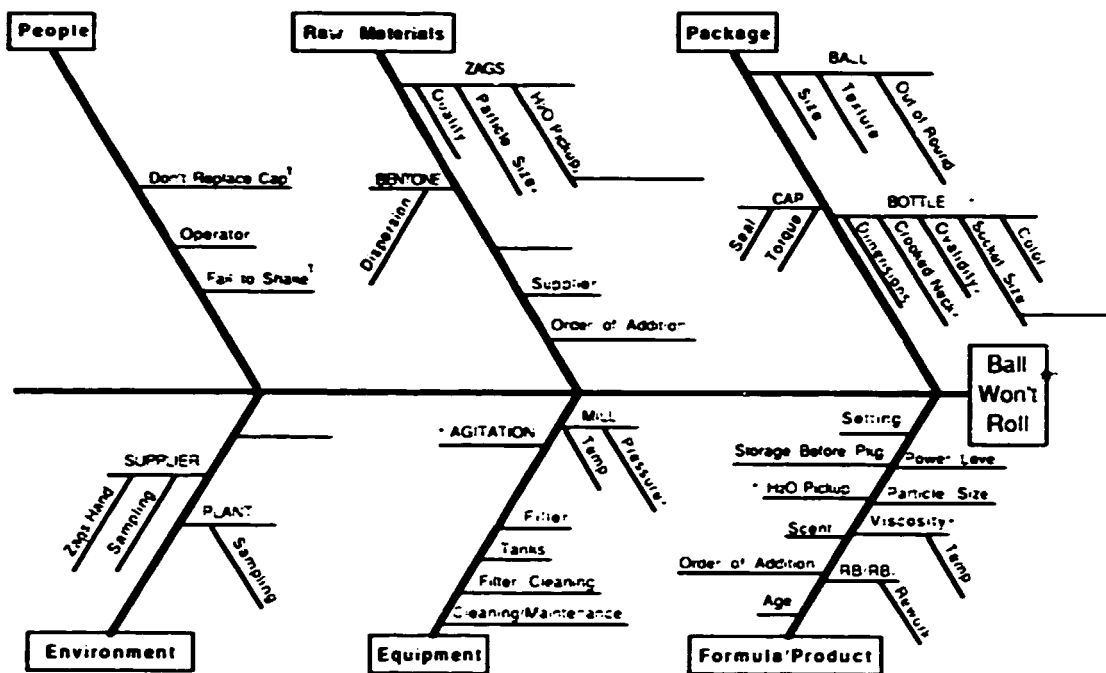 People
Raw Materials
Package
ZAGS
Quality
Particle Size
H2O Pickup
BALL
Size
Texture
Out of Round
Don't Replace Cap T
BENTONE
Dispersion
CAP
Seal
Torque
BOTTLE
Dimensions
Crooked Neck
Ovalidity
Socket Size
Color
Operator
Fail to Shake T
Supplier
Order of Addition
Ball
Won't
Roll
SUPPLIER
Zags Hand
Sampling
PLANT
Sampling
AGITATION
MILL
Temp
Pressure
Filter
Tanks
Filter Cleaning
Cleaning/Maintenance
Setting
Storage Before Pkg
Power Leve
H2O Pickup
Particle Size
Scent
Viscosity
Temp
Order of Addition
RB/RB
Rework
Age
Environment
Equipment
Formula/Product